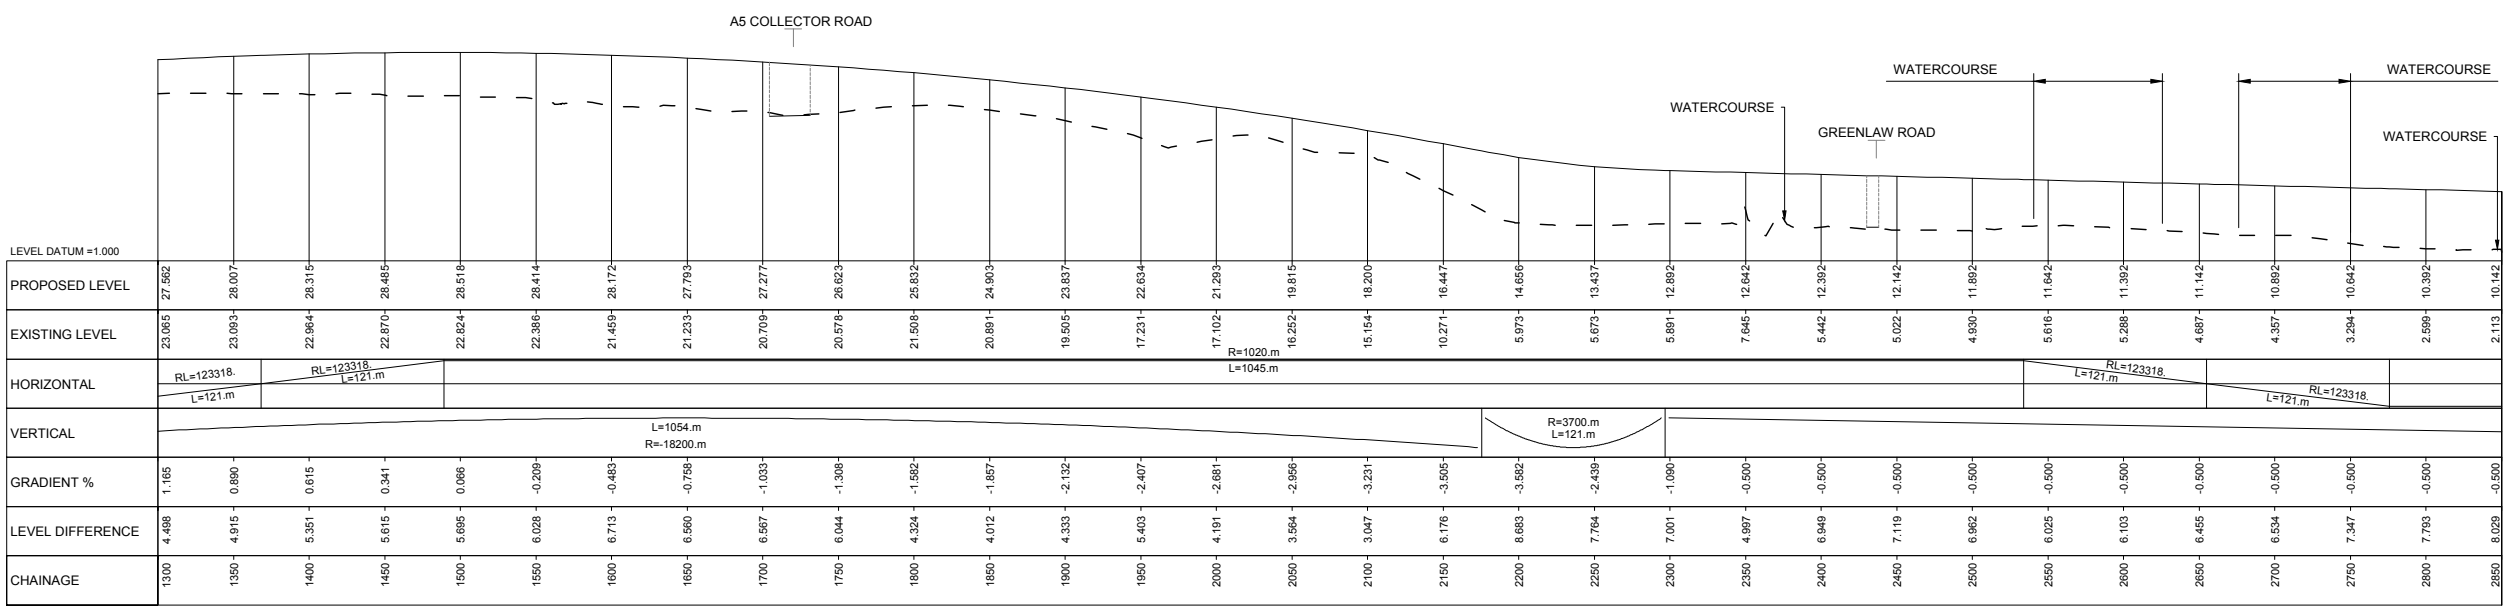 A5 COLLECTOR ROAD
WATERCOURSE
WATERCOURSE
WATERCOURSE
GREENLAW ROAD
WATERCOURSE
LEVEL DATUM =1.000
PROPOSED LEVEL 27.562 28.007 28.315 28.485 28.518 28.414 28.172 27.793 27.277 26.623 25.832 24.903 23.837 22.634 21.293 19.815 18.200 16.447 14.656 13.437 12.892 12.642 12.392 12.142 11.892 11.642 11.392 11.142 10.892 10.642 10.392 10.142
EXISTING LEVEL 23.065 23.093 22.964 22.870 22.824 22.386 21.459 21.233 20.709 20.578 21.508 20.891 19.505 17.231 17.102 16.252 15.154 10.271 5.973 5.673 5.891 7.645 5.442 5.022 4.930 5.616 5.288 4.687 4.357 3.294 2.599 2.113
HORIZONTAL
RL=123318.
L=121.m
RL=123318.
L=121.m
R=1020.m
L=1045.m
RL=123318.
L=121.m
RL=123318.
L=121.m
VERTICAL
L=1054.m
R=-18200.m
R=3700.m
L=121.m
GRADIENT % 1.165 0.890 0.615 0.341 0.066 -0.209 -0.483 -0.758 -1.033 -1.308 -1.582 -1.857 -2.132 -2.407 -2.681 -2.956 -3.231 -3.505 -3.582 -2.439 -1.090 -0.500 -0.500 -0.500 -0.500 -0.500 -0.500 -0.500 -0.500 -0.500 -0.500 -0.500
LEVEL DIFFERENCE 4.498 4.915 5.351 5.615 5.695 6.028 6.713 6.560 6.567 6.044 4.324 4.012 4.333 5.403 4.191 3.564 3.047 6.176 8.683 7.764 7.001 4.997 6.949 7.119 6.962 6.025 6.103 6.455 6.534 7.347 7.793 8.029
CHAINAGE 1300 1350 1400 1450 1500 1550 1600 1650 1700 1750 1800 1850 1900 1950 2000 2050 2100 2150 2200 2250 2300 2350 2400 2450 2500 2550 2600 2650 2700 2750 2800 2850